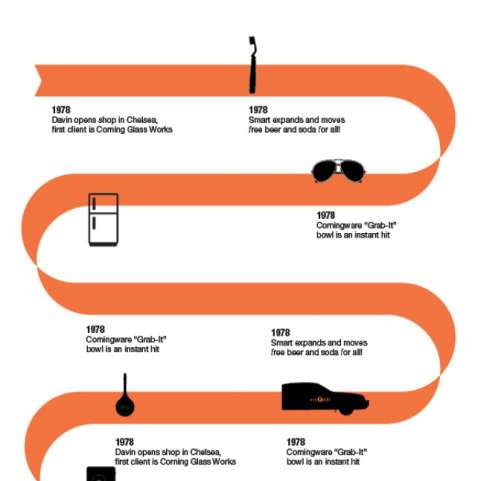 1978
Davin opens shop in Chelsea,
first client is Corning Glass Works
1978
Smart expands and moves
free beer and soda for all!
1978
Corningware "Grab-It"
bowl is an instant hit
1978
Corningware "Grab-It"
bowl is an instant hit
1978
Smart expands and moves
free beer and soda for all!
1978
Davin opens shop in Chelsea,
first client is Corning Glass Works
1978
Corningware "Grab-It"
bowl is an instant hit